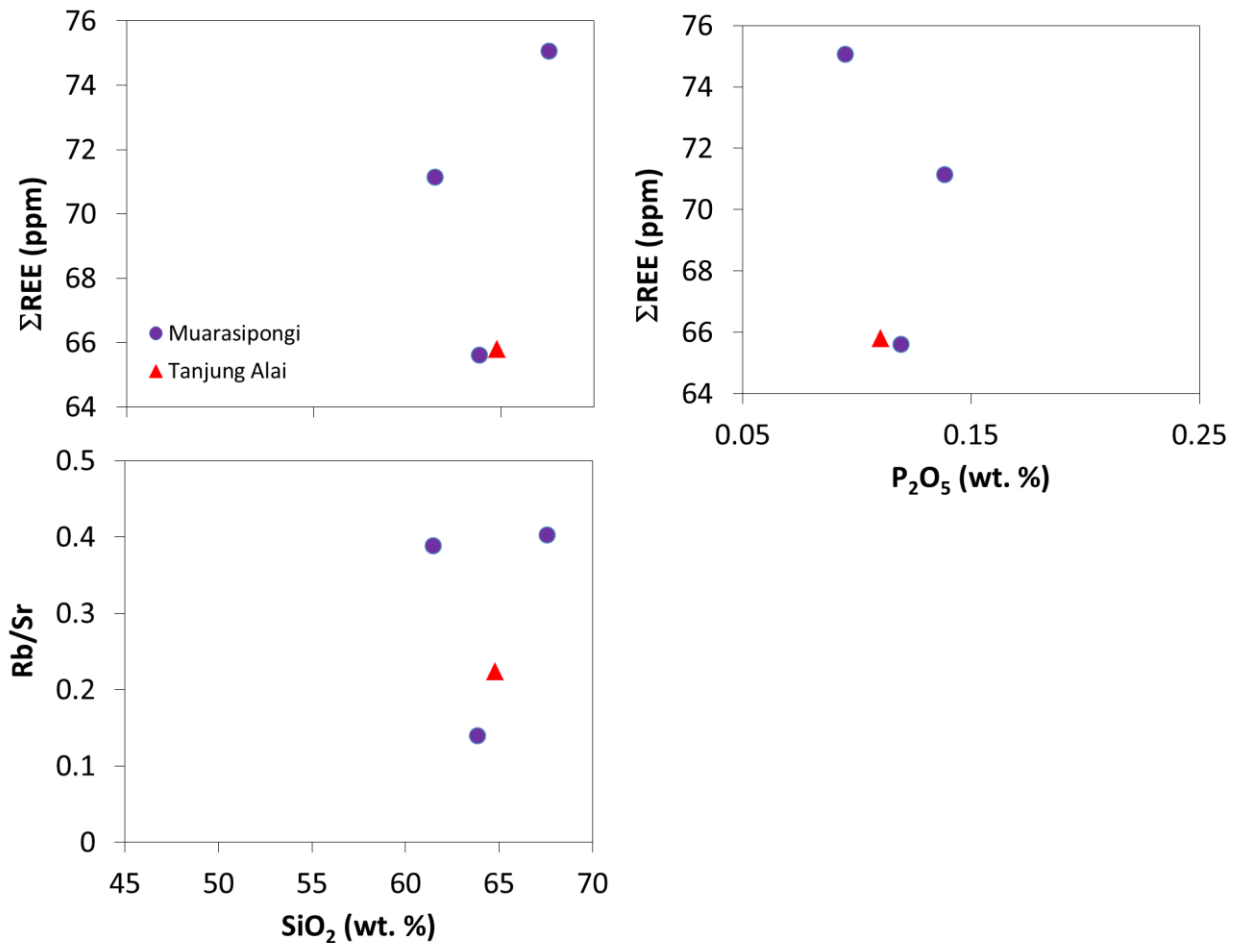 76
74
72
70
68
66
64
ΣREE (ppm)
Muarasipongi
Tanjung Alai
76
74
72
70
68
66
64
ΣREE (ppm)
0.05 0.15 0.25
P₂O₅ (wt. %)
0.5
0.4
0.3
0.2
0.1
0
Rb/Sr
45 50 55 60 65 70
SiO₂ (wt. %)